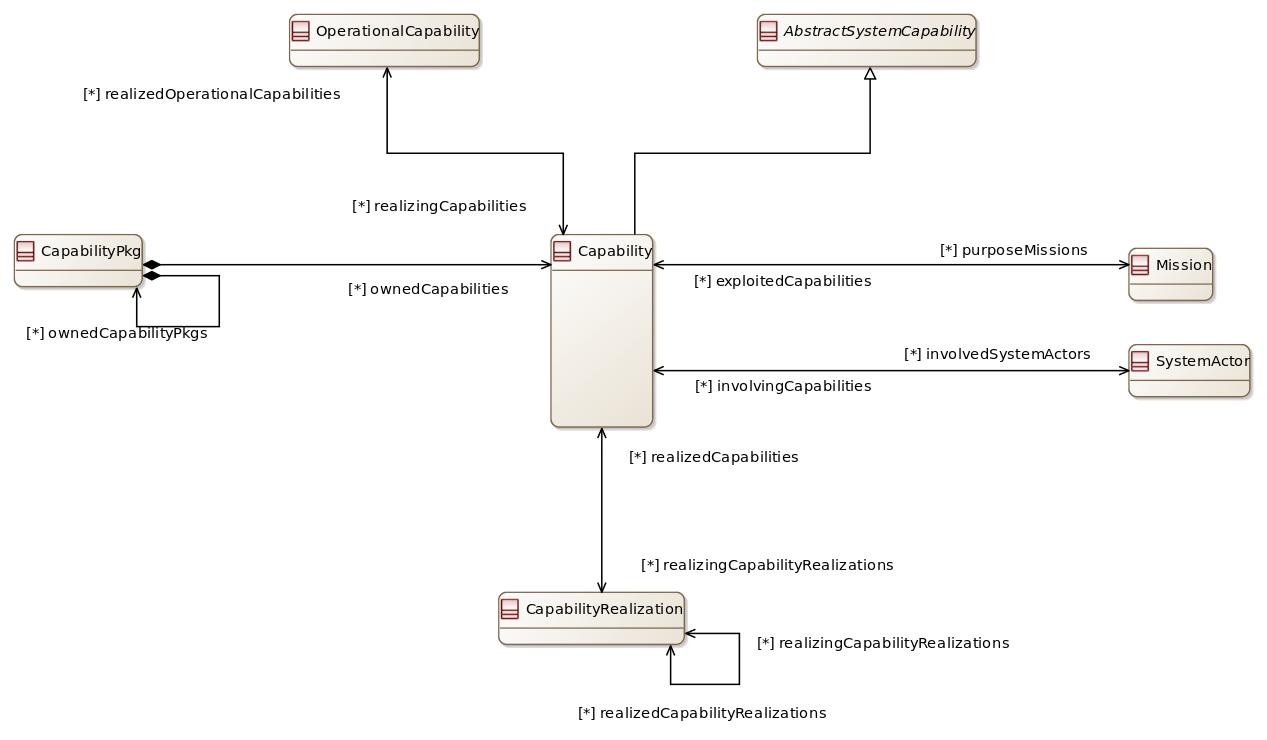 OperationalCapability
AbstractSystemCapability
[*] realizedOperationalCapabilities
[*] realizingCapabilities
CapabilityPkg
Capability
[*] purposeMissions
Mission
[*] ownedCapabilities
[*] exploitedCapabilities
[*] ownedCapabilityPkgs
[*] involvedSystemActors
SystemActor
[*] involvingCapabilities
[*] realizedCapabilities
[*] realizingCapabilityRealizations
CapabilityRealization
[*] realizingCapabilityRealizations
[*] realizedCapabilityRealizations